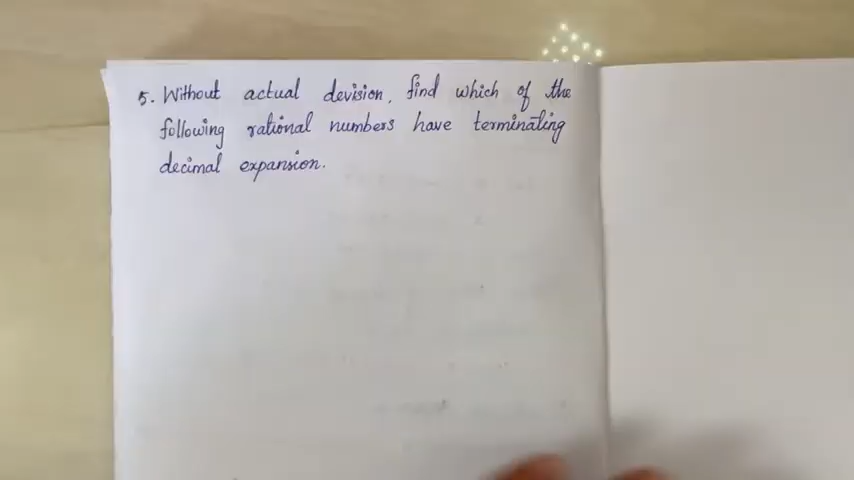 5. Without actual devision, find which of the
following rational numbers have terminating
decimal expansion.